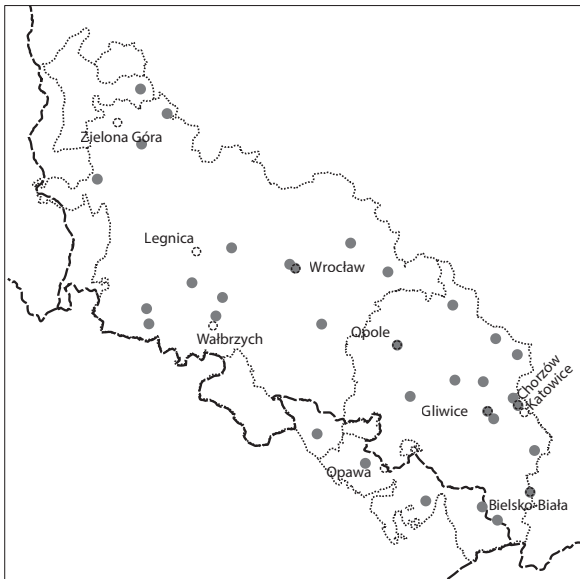 Zielona Góra
Legnica
Wrocław
Wałbrzych
Opole
Chorzów
Katowice
Gliwice
Opawa
Bielsko-Biała